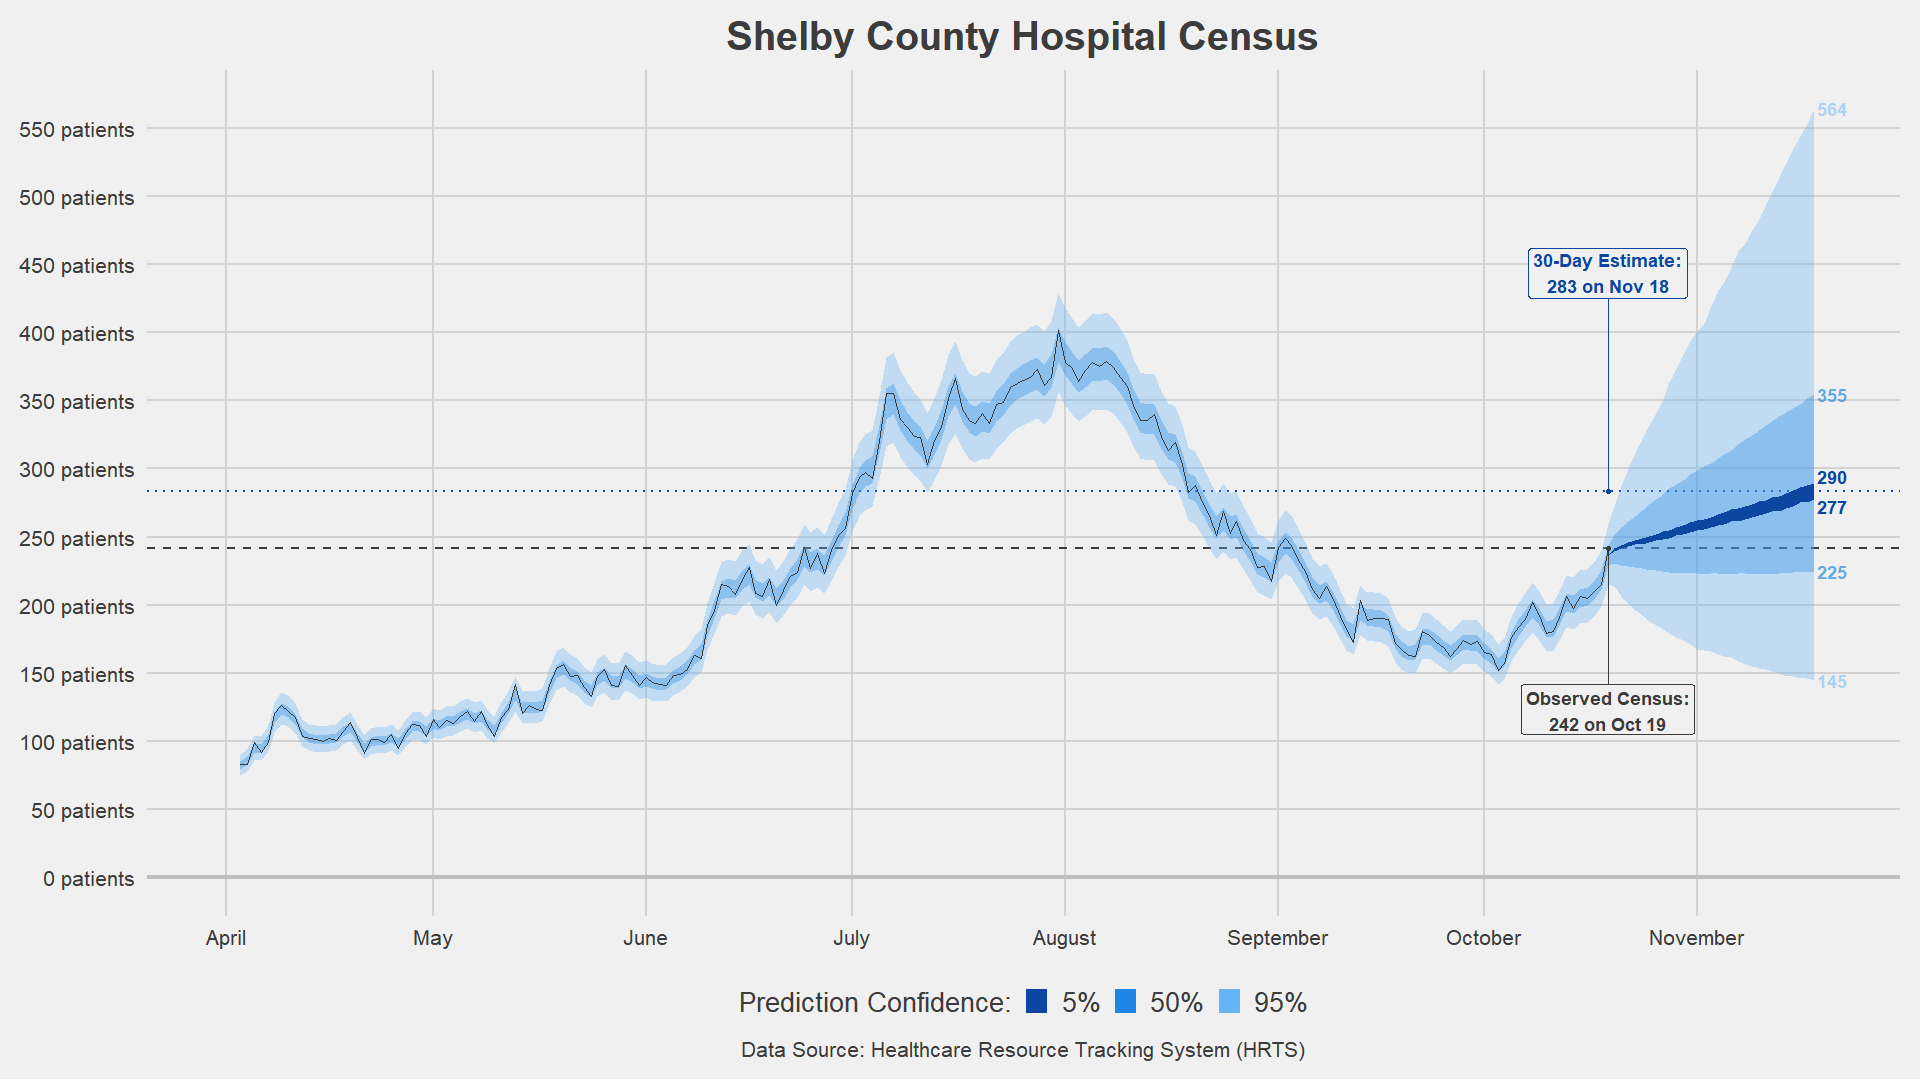 Shelby County Hospital Census
550 patients
500 patients
450 patients
400 patients
350 patients
300 patients
250 patients
200 patients
150 patients
100 patients
50 patients
0 patients
564
30-Day Estimate:
283 on Nov 18
355
290
277
225
145
Observed Census:
242 on Oct 19
April May June July August September October November
Prediction Confidence: 5% 50% 95%
Data Source: Healthcare Resource Tracking System (HRTS)